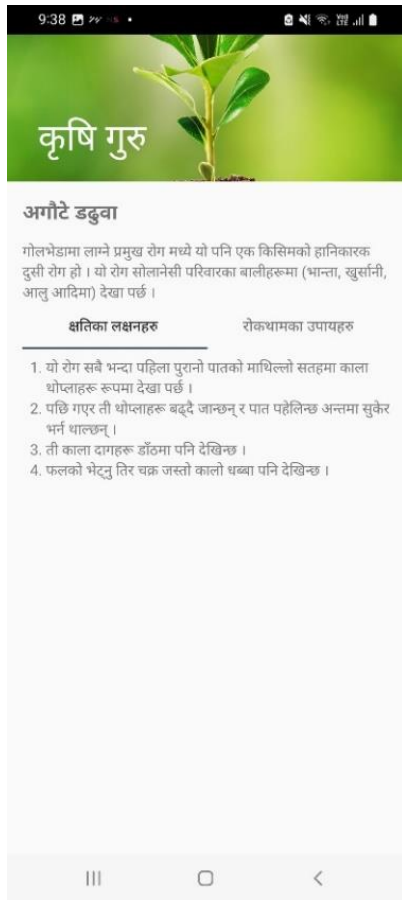 9:38
कृषि गुरु
अगौटे डढुवा
गोलभेडामा लाग्ने प्रमुख रोग मध्ये यो पनि एक किसिमको हानिकारक
दुसी रोग हो । यो रोग सोलानेसी परिवारका बालीहरूमा (भान्ता, खुर्सानी,
आलु आदिमा) देखा पर्छ ।
क्षतिका लक्षनहरु रोकथामका उपायहरु
1. यो रोग सबै भन्दा पहिला पुरानो पातको माथिल्लो सतहमा काला
थोप्लाहरू रूपमा देखा पर्छ ।
2. पछि गएर ती थोप्लाहरू बढ्दै जान्छन् र पात पहेलिन्छ अन्तमा सुकेर
भर्न थाल्छन् ।
3. ती काला दागहरू डाँठमा पनि देखिन्छ ।
4. फलको भेट्नु तिर चक्र जस्तो कालो धब्बा पनि देखिन्छ ।